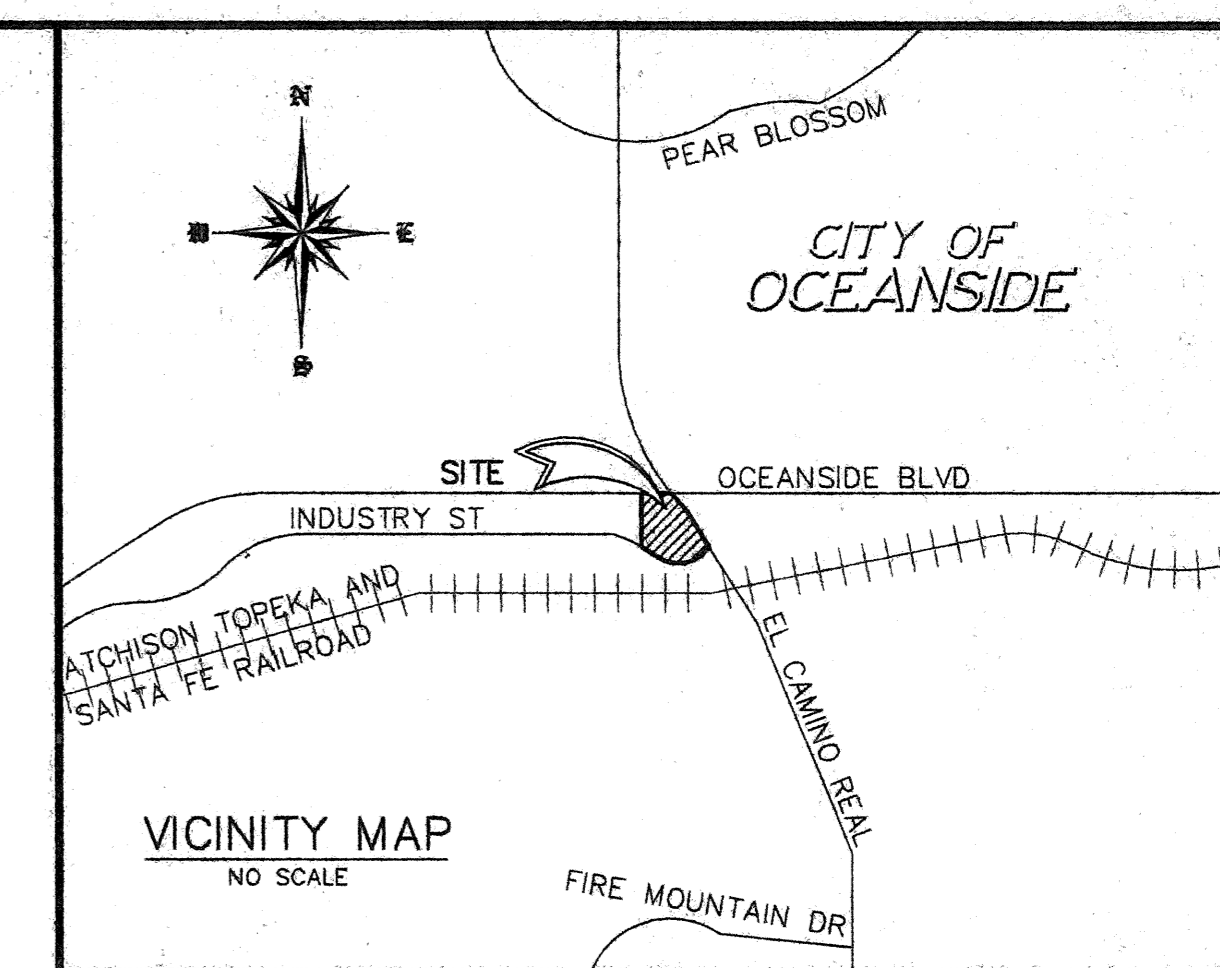 N
PEAR BLOSSOM
W E
CITY OF
OCEANSIDE
S
SITE
OCEANSIDE BLVD
INDUSTRY ST
ATCHISON TOPEKA AND
SANTA FE RAILROAD
EL CAMINO REAL
VICINITY MAP
NO SCALE
FIRE MOUNTAIN DR